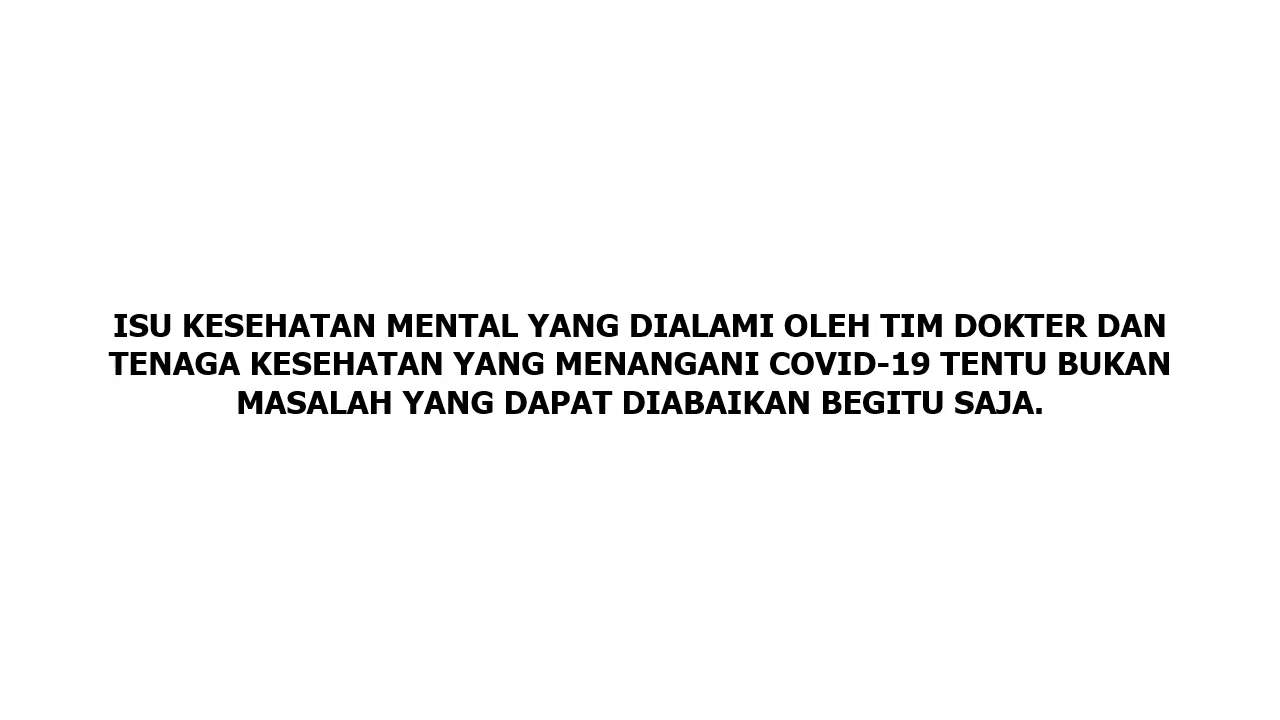 ISU KESEHATAN MENTAL YANG DIALAMI OLEH TIM DOKTER DAN
TENAGA KESEHATAN YANG MENANGANI COVID-19 TENTU BUKAN
MASALAH YANG DAPAT DIABAIKAN BEGITU SAJA.